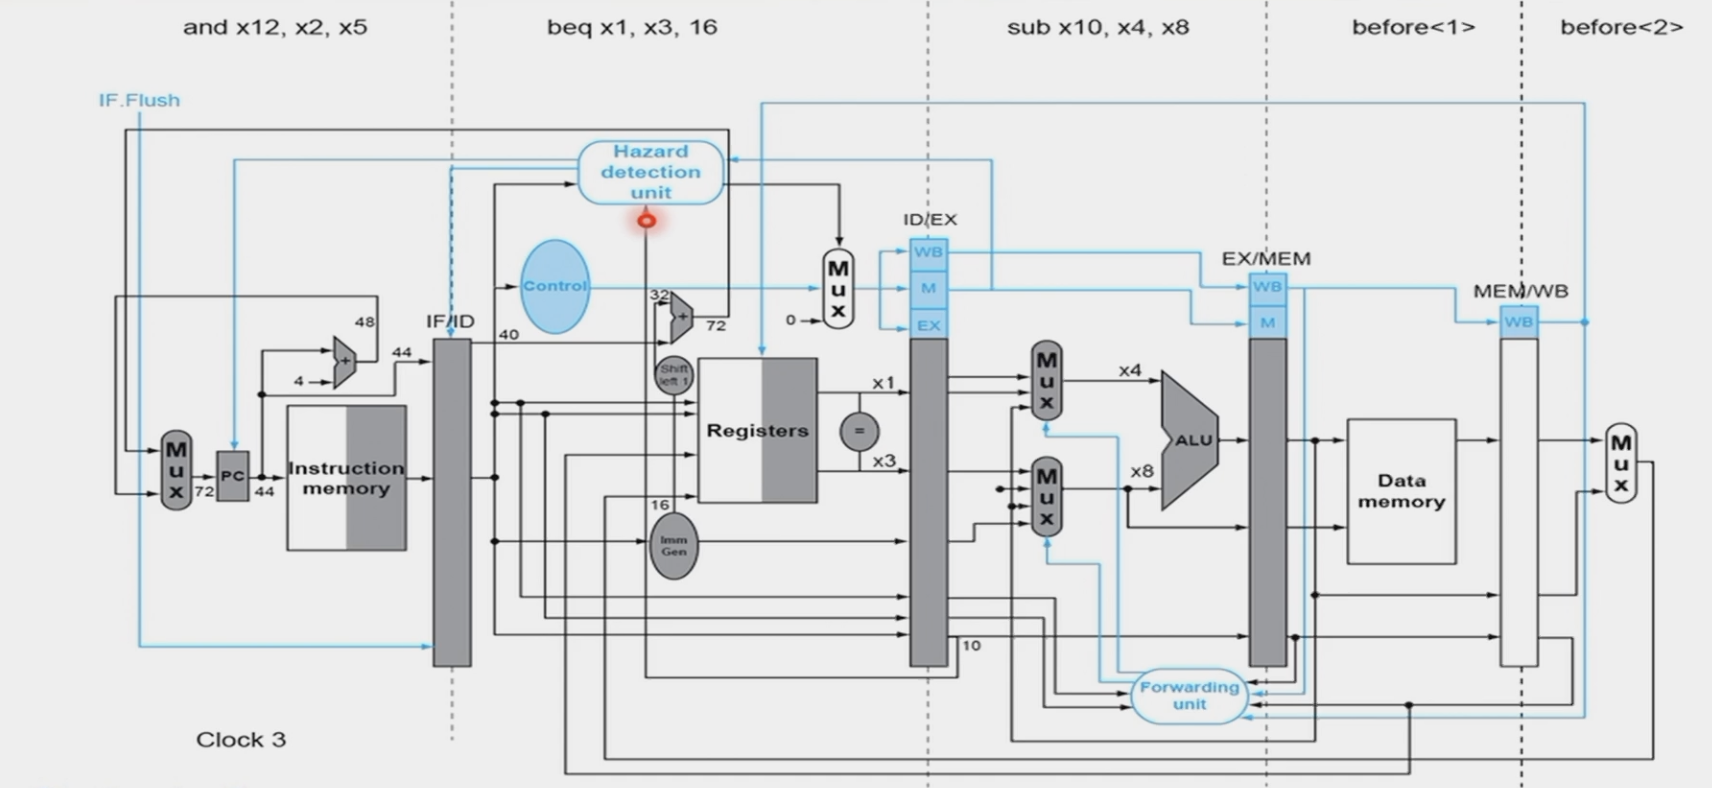 and x12, x2, x5
beq x1, x3, 16
sub x10, x4, x8
before<1>
before<2>
IF.Flush
Hazard
detection
unit
ID/EX
WB
M
EX
Control
Mux
0
EX/MEM
WB
M
MEM/WB
WB
IF/ID
48
44
4
+
40
32
+
72
Shift
left 1
Mux
72
PC
44
Instruction
memory
Registers
x1
=
x3
16
Imm
Gen
Mux
x4
ALU
Mux
x8
Data
memory
Mux
10
Forwarding
unit
Clock 3